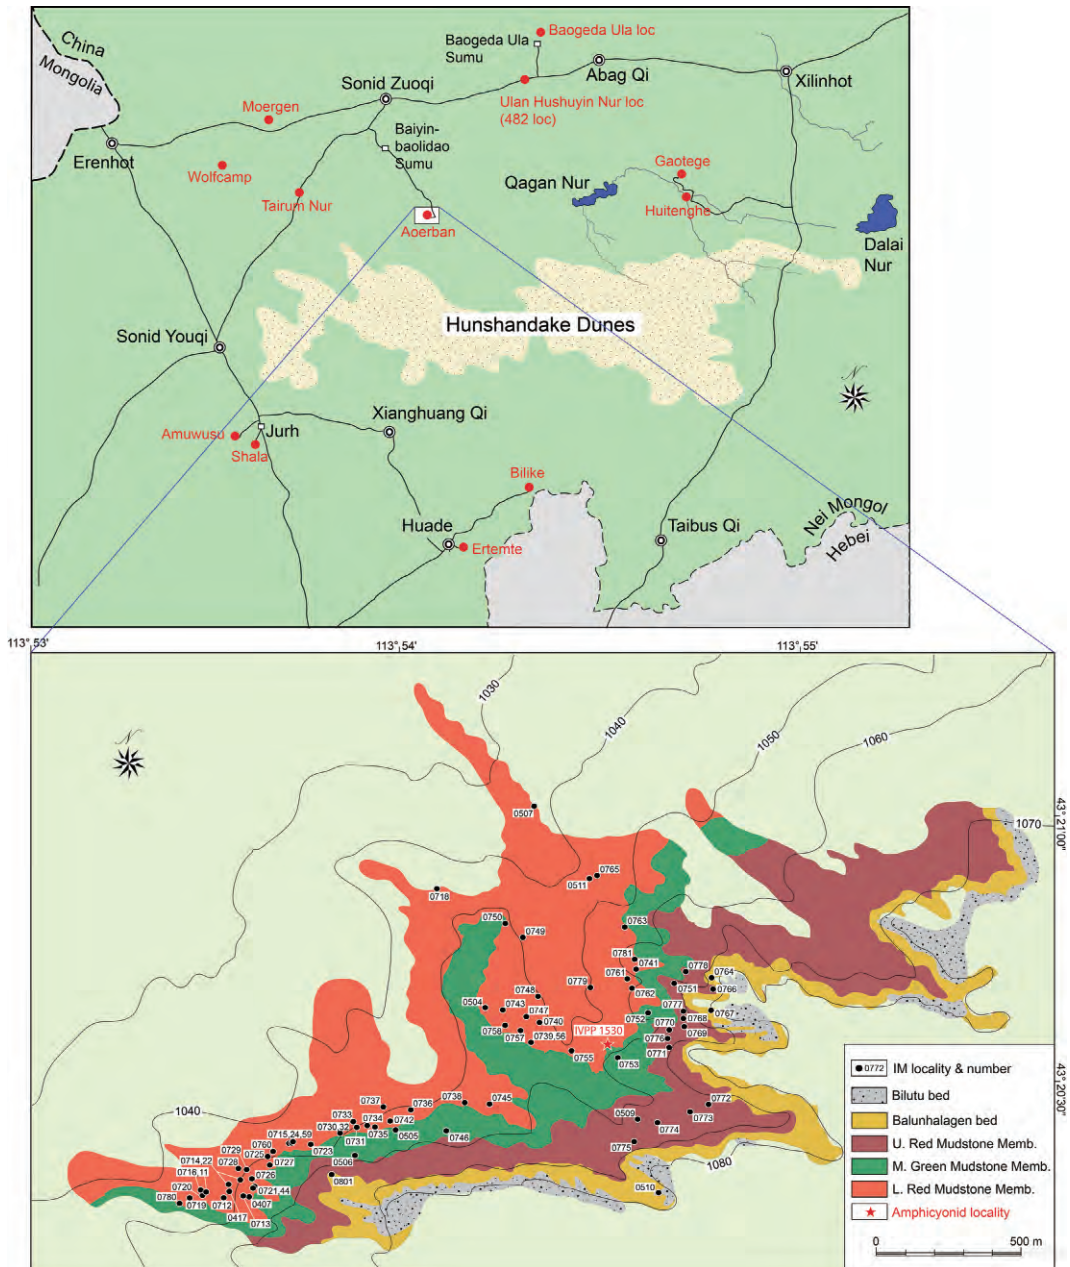 China
Mongolia
Baogeda Ula loc
Baogeda Ula
Sumu
Abag Qi
Xilinhot
Sonid Zuoqi
Ulan Hushuyin Nur loc
(482 loc)
Moergen
Erenhot
Baiyin-
baolidao
Sumu
Wolfcamp
Gaotege
Qagan Nur
Tairum Nur
Huitenghe
Aoerban
Dalai
Nur
Hunshandake Dunes
Sonid Youqi
N
Xianghuang Qi
Amuwusu
Jurh
Shala
Bilike
Huade
Taibus Qi
Nei Mongol
Hebei
Ertemte
113°,53'
113°,54'
113°,55'
1030
1040
1050
1060
N
1070
43°21'00"
0507
0765
0511
0718
0750
0749
0763
0781
0741
0778
0764
0761
0779
0762
0751
0766
0748
0504
0743
0747
0777
0767
0752
0740
0770
0768
0758
IVPP 1530
0769
0757
0739,56
0776
0755
0753
0771
43°20'30"
0772
0738
0745
0773
0737
0736
0509
1040
0733
0734
0742
0774
0730,32
0715,24,59
0731
0735
0505
0746
0775
0760
0729
0725
0723
0714,22
0728
0727
0506
1080
0716,11
0726
0801
0720
0721,44
0510
0780
0719
0712
0407
0417
0713
0772 IM locality & number
Bilutu bed
Balunhalagen bed
U. Red Mudstone Memb.
M. Green Mudstone Memb.
L. Red Mudstone Memb.
Amphicyonid locality
0 500 m